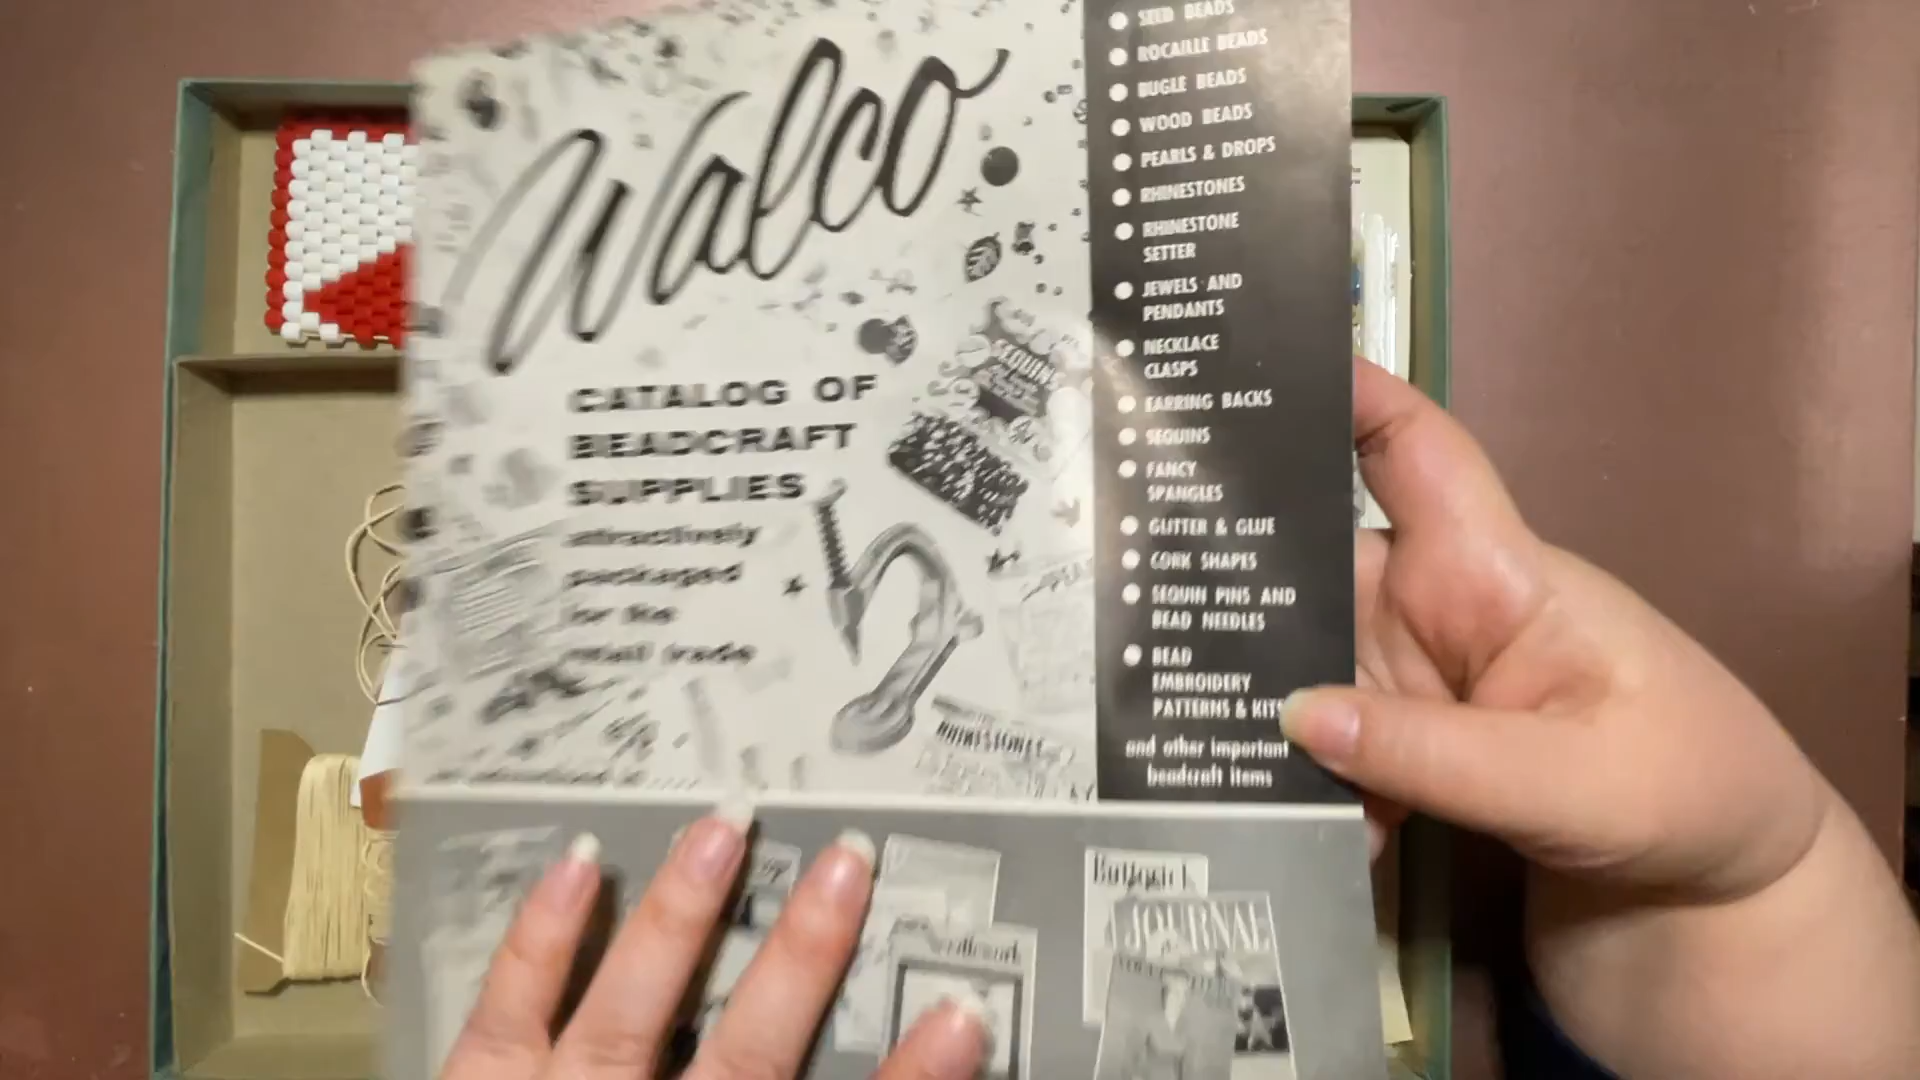 Walco
CATALOG OF
BEADCRAFT
SUPPLIES
attractively
packaged
for the
retail trade
SEQUINS
RHINESTONES
SEED BEADS
ROCAILLE BEADS
BUGLE BEADS
WOOD BEADS
PEARLS & DROPS
RHINESTONES
RHINESTONE
SETTER
JEWELS AND
PENDANTS
NECKLACE
CLASPS
EARRING BACKS
SEQUINS
FANCY
SPANGLES
GLITTER & GLUE
CORK SHAPES
SEQUIN PINS AND
BEAD NEEDLES
BEAD
EMBROIDERY
PATTERNS & KITS
and other important
beadcraft items
Butterick
JOURNAL
Needlework